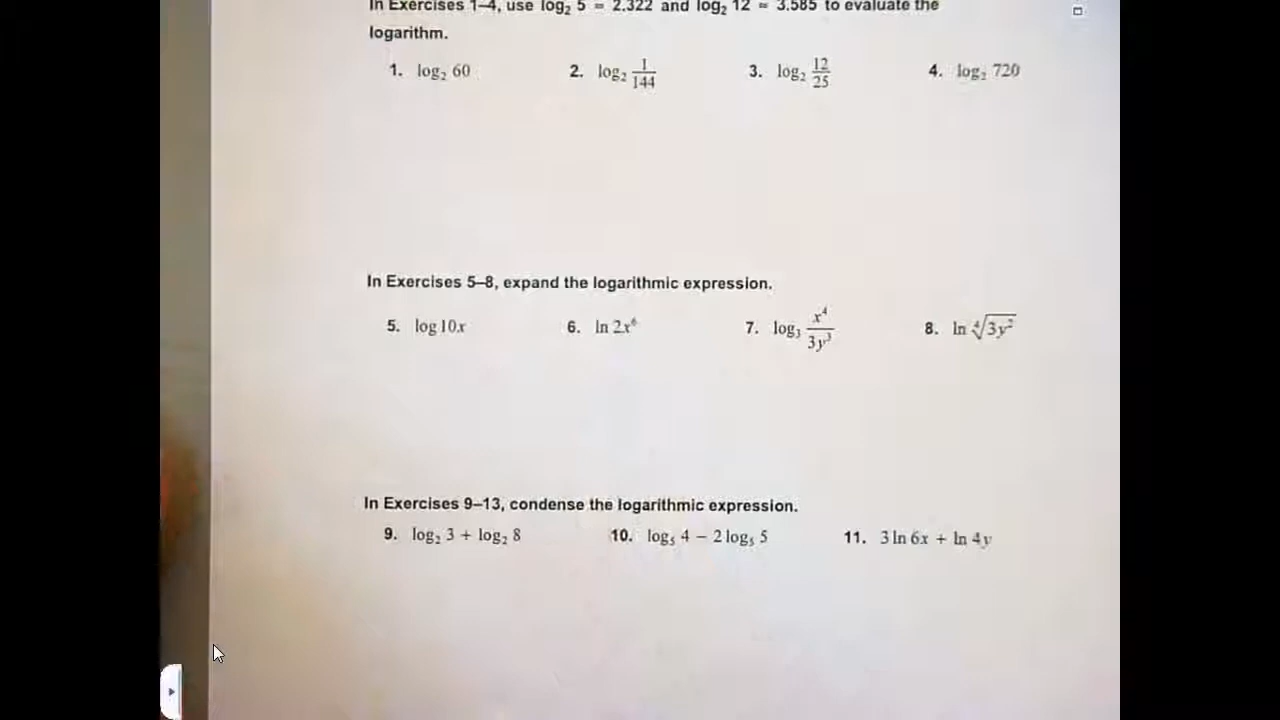 In Exercises 1–4, use log₂ 5 ≈ 2.322 and log₂ 12 ≈ 3.585 to evaluate the
logarithm.
1. log₂ 60 2. log₂ 1/144 3. log₂ 12/25 4. log₂ 720
In Exercises 5–8, expand the logarithmic expression.
5. log 10x 6. ln 2x⁶ 7. log₃ x⁴/3y³ 8. ln ⁴√3y²
In Exercises 9–13, condense the logarithmic expression.
9. log₂ 3 + log₂ 8 10. log₅ 4 − 2 log₅ 5 11. 3 ln 6x + ln 4y